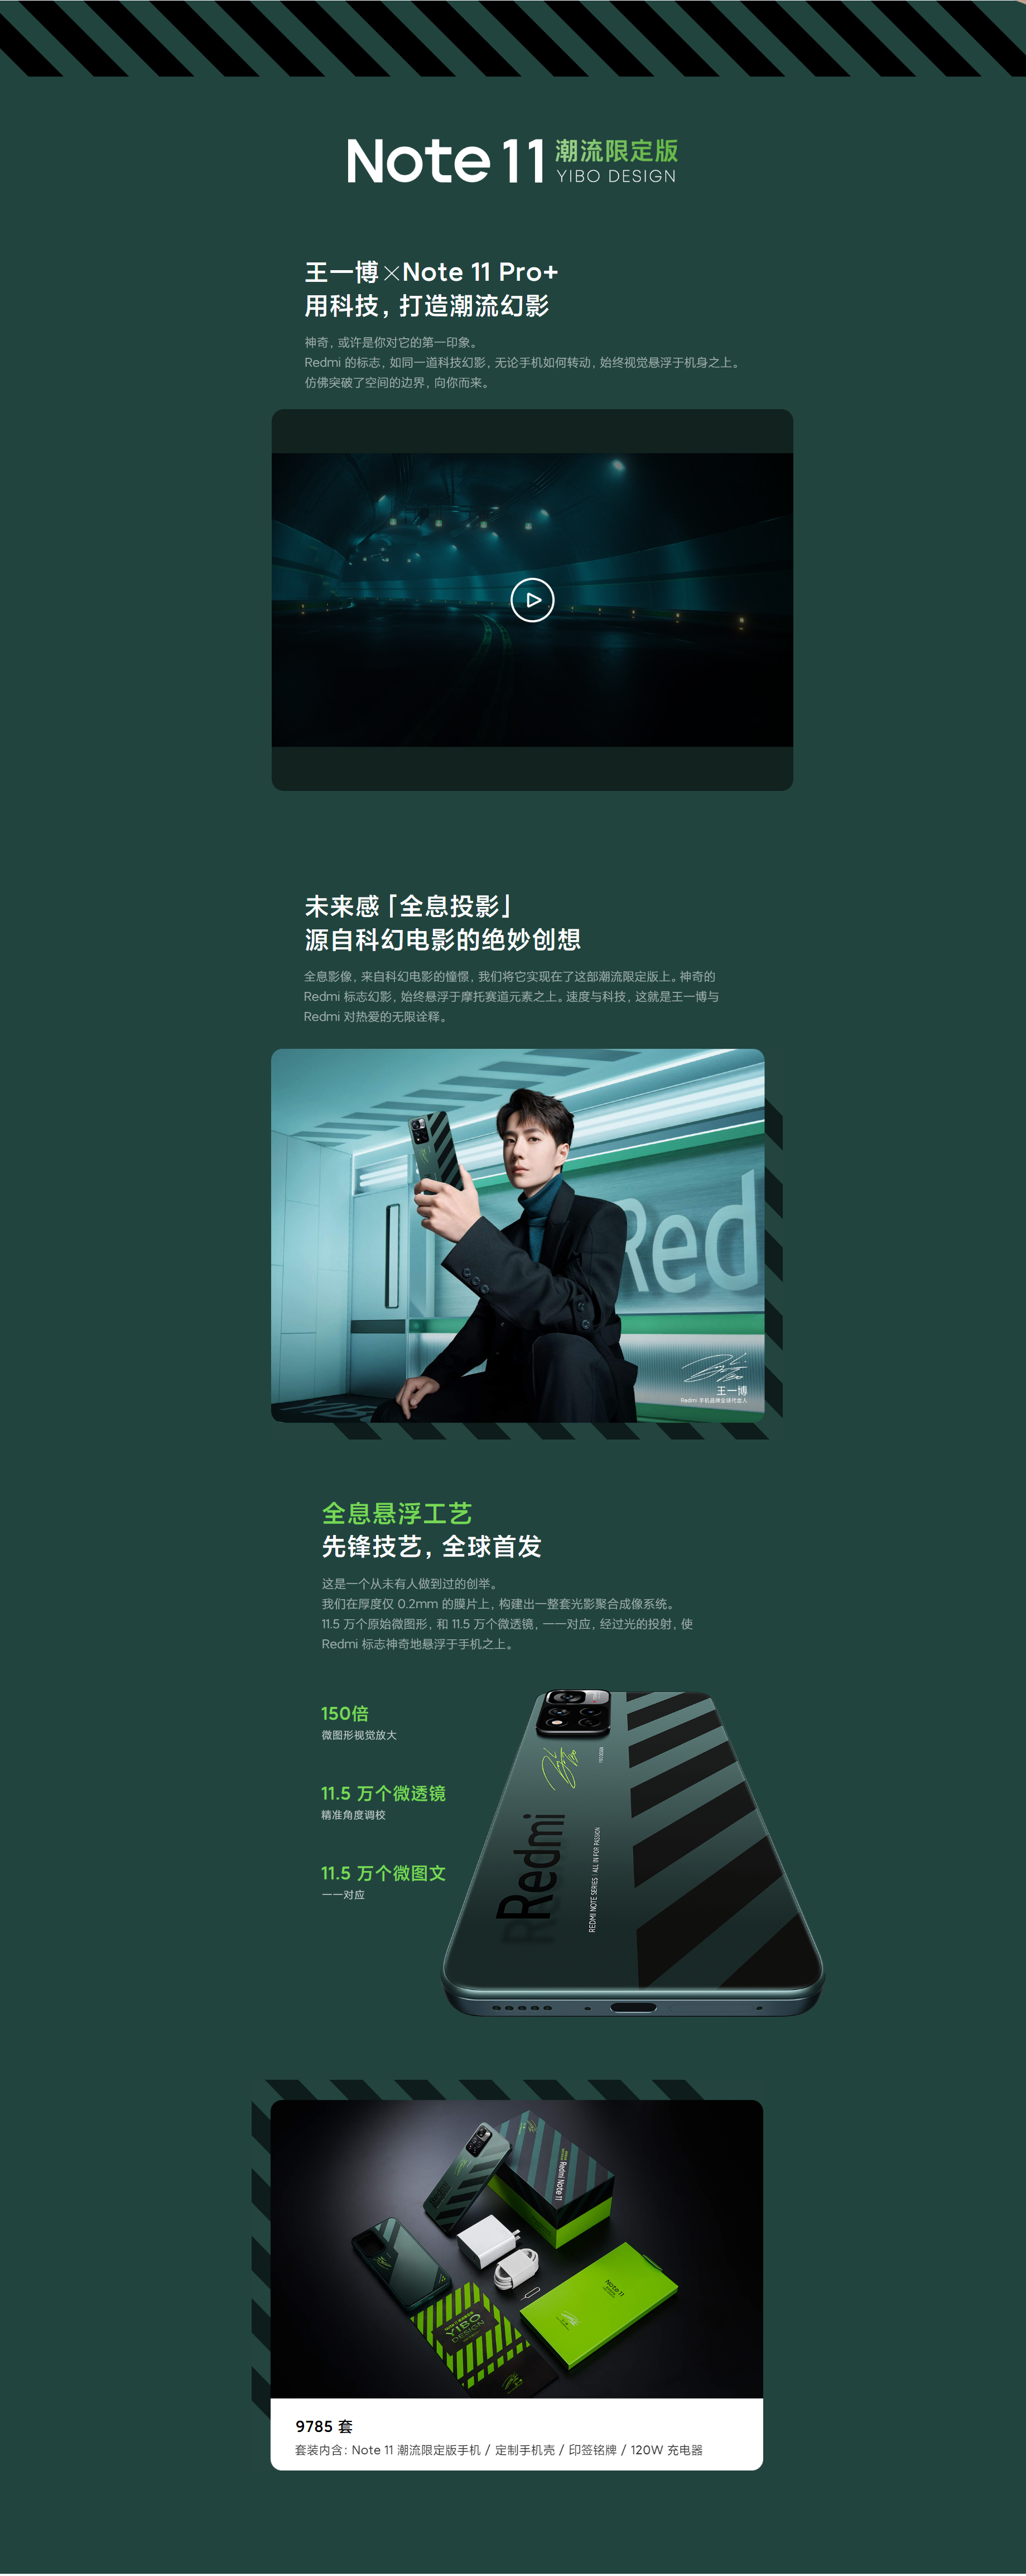 Note 11 潮流限定版
YIBO DESIGN
王一博×Note 11 Pro+
用科技，打造潮流幻影
神奇，或许是你对它的第一印象。
Redmi 的标志，如同一道科技幻影，无论手机如何转动，始终视觉悬浮于机身之上。
仿佛突破了空间的边界，向你而来。
未来感「全息投影」
源自科幻电影的绝妙创想
全息影像，来自科幻电影的憧憬，我们将它实现在了这部潮流限定版上。神奇的
Redmi 标志幻影，始终悬浮于摩托赛道元素之上。速度与科技，这就是王一博与
Redmi 对热爱的无限诠释。
Red
王一博
Redmi 手机品牌全球代言人
全息悬浮工艺
先锋技艺，全球首发
这是一个从未有人做到过的创举。
我们在厚度仅 0.2mm 的膜片上，构建出一整套光影聚合成像系统。
11.5 万个原始微图形，和 11.5 万个微透镜，一一对应，经过光的投射，使
Redmi 标志神奇地悬浮于手机之上。
150倍
微图形视觉放大
11.5 万个微透镜
精准角度调校
11.5 万个微图文
一一对应
Redmi
REDMI NOTE SERIES | ALL IN FOR PASSION
Redmi Note 11
Note 11
YIBO
DESIGN
9785 套
套装内含：Note 11 潮流限定版手机 / 定制手机壳 / 印签铭牌 / 120W 充电器